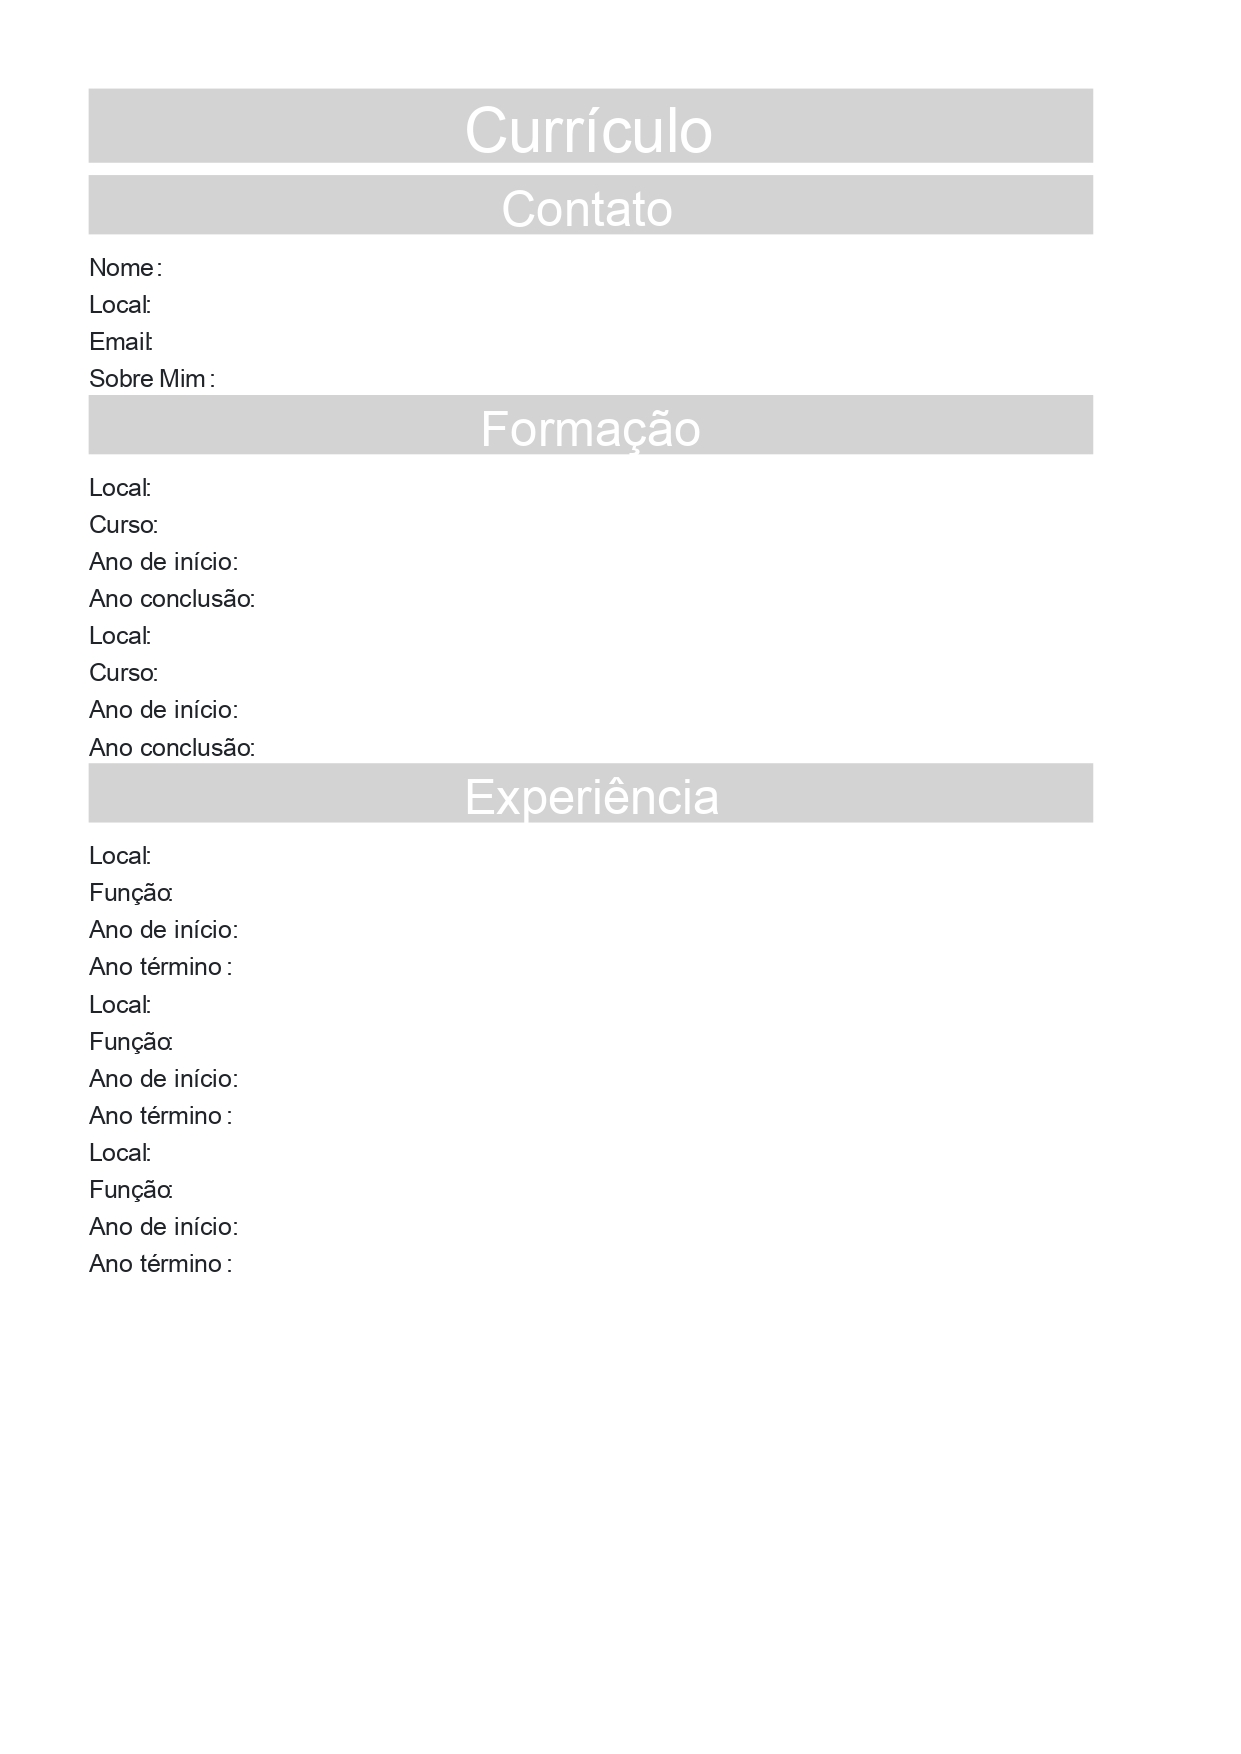 Currículo
Contato
Nome:
Local:
Email:
Sobre Mim:
Formação
Local:
Curso:
Ano de início:
Ano conclusão:
Local:
Curso:
Ano de início:
Ano conclusão:
Experiência
Local:
Função:
Ano de início:
Ano término:
Local:
Função:
Ano de início:
Ano término:
Local:
Função:
Ano de início:
Ano término: